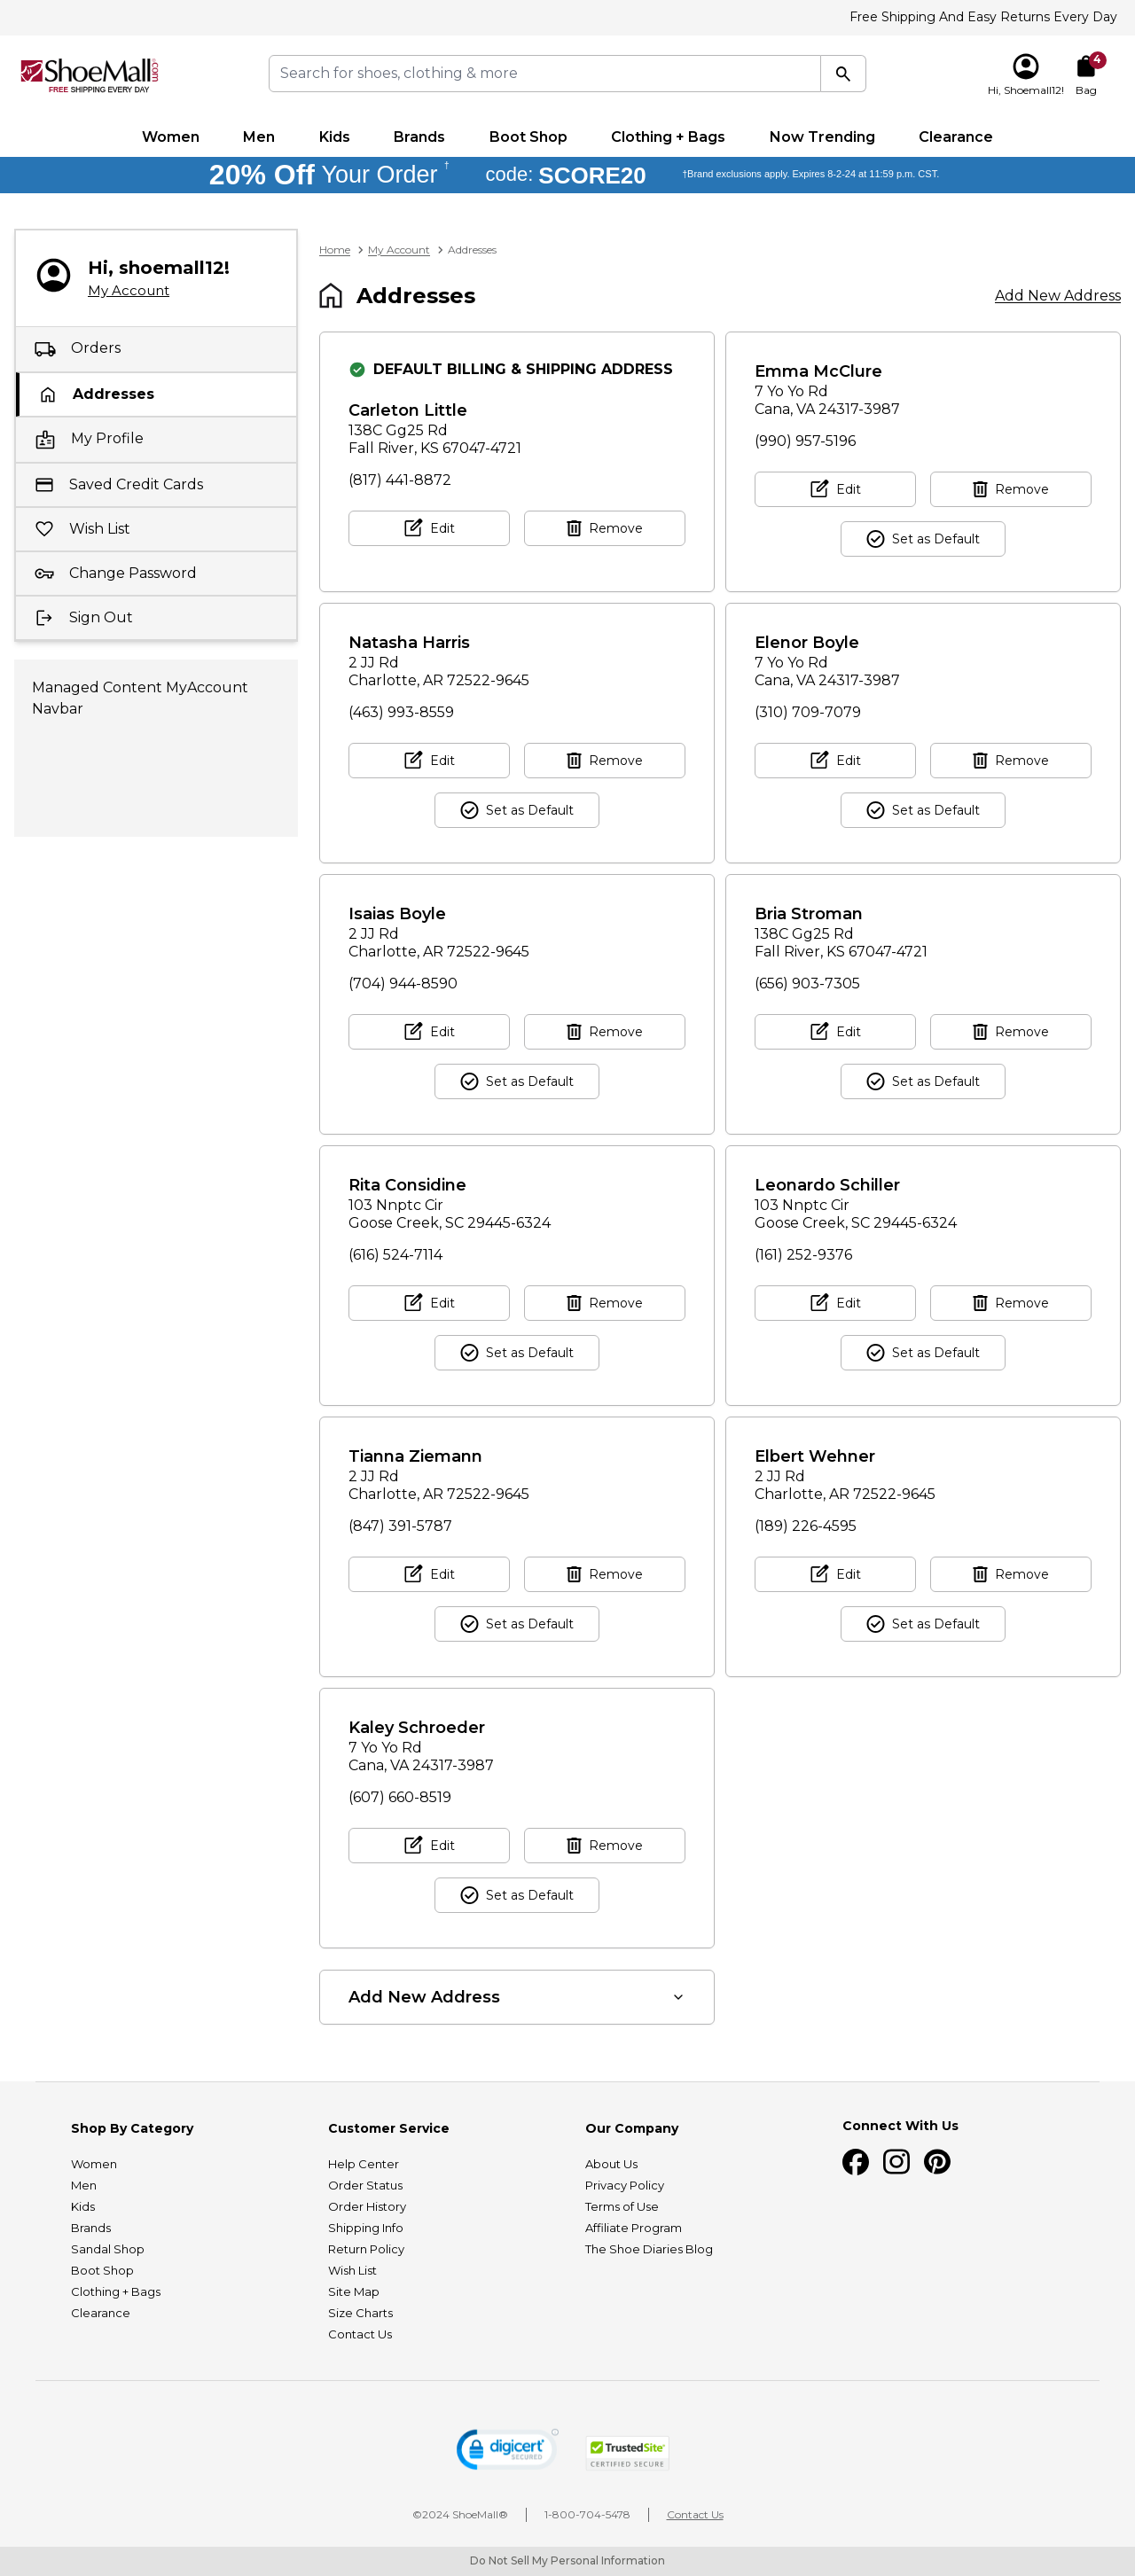 Free Shipping And Easy Returns Every Day
ShoeMall.com
FREE SHIPPING EVERY DAY
Search for shoes, clothing & more
Hi, Shoemall12!
4
Bag
Women
Men
Kids
Brands
Boot Shop
Clothing + Bags
Now Trending
Clearance
20% Off Your Order † code: SCORE20 †Brand exclusions apply. Expires 8-2-24 at 11:59 p.m. CST.
Hi, shoemall12!
My Account
Orders
Addresses
My Profile
Saved Credit Cards
Wish List
Change Password
Sign Out
Managed Content MyAccount
Navbar
Home > My Account > Addresses
Addresses
Add New Address
DEFAULT BILLING & SHIPPING ADDRESS
Carleton Little
138C Gg25 Rd
Fall River, KS 67047-4721
(817) 441-8872
Edit
Remove
Emma McClure
7 Yo Yo Rd
Cana, VA 24317-3987
(990) 957-5196
Edit
Remove
Set as Default
Natasha Harris
2 JJ Rd
Charlotte, AR 72522-9645
(463) 993-8559
Edit
Remove
Set as Default
Elenor Boyle
7 Yo Yo Rd
Cana, VA 24317-3987
(310) 709-7079
Edit
Remove
Set as Default
Isaias Boyle
2 JJ Rd
Charlotte, AR 72522-9645
(704) 944-8590
Edit
Remove
Set as Default
Bria Stroman
138C Gg25 Rd
Fall River, KS 67047-4721
(656) 903-7305
Edit
Remove
Set as Default
Rita Considine
103 Nnptc Cir
Goose Creek, SC 29445-6324
(616) 524-7114
Edit
Remove
Set as Default
Leonardo Schiller
103 Nnptc Cir
Goose Creek, SC 29445-6324
(161) 252-9376
Edit
Remove
Set as Default
Tianna Ziemann
2 JJ Rd
Charlotte, AR 72522-9645
(847) 391-5787
Edit
Remove
Set as Default
Elbert Wehner
2 JJ Rd
Charlotte, AR 72522-9645
(189) 226-4595
Edit
Remove
Set as Default
Kaley Schroeder
7 Yo Yo Rd
Cana, VA 24317-3987
(607) 660-8519
Edit
Remove
Set as Default
Add New Address
Shop By Category
Women
Men
Kids
Brands
Sandal Shop
Boot Shop
Clothing + Bags
Clearance
Customer Service
Help Center
Order Status
Order History
Shipping Info
Return Policy
Wish List
Site Map
Size Charts
Contact Us
Our Company
About Us
Privacy Policy
Terms of Use
Affiliate Program
The Shoe Diaries Blog
Connect With Us
digicert
SECURED
TrustedSite
CERTIFIED SECURE
©2024 ShoeMall®
1-800-704-5478
Contact Us
Do Not Sell My Personal Information